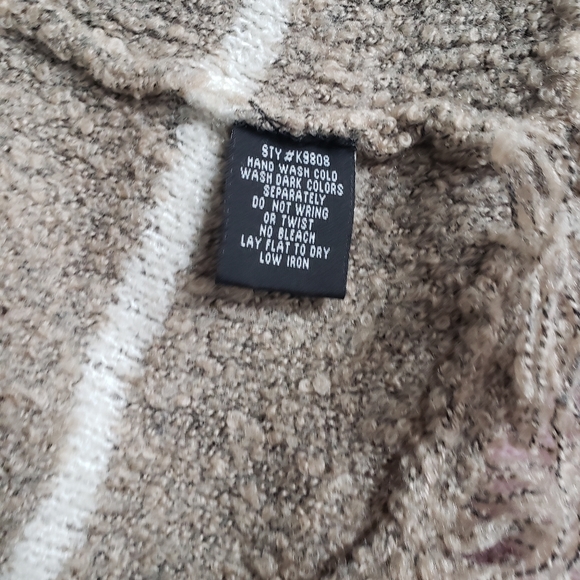 STY #K9808
HAND WASH COLD
WASH DARK COLORS
SEPARATELY
DO NOT WRING
OR TWIST
NO BLEACH
LAY FLAT TO DRY
LOW IRON